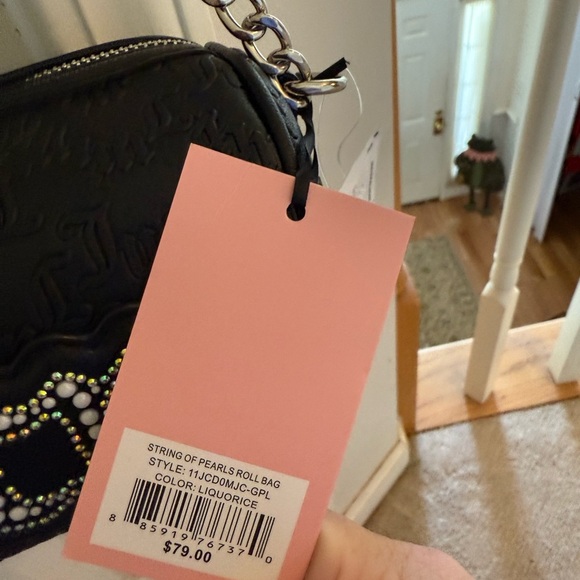 STRING OF PEARLS ROLL BAG
STYLE: 11JCD0MJC-GPL
COLOR: LIQUORICE
8 85919 76737 0
$79.00